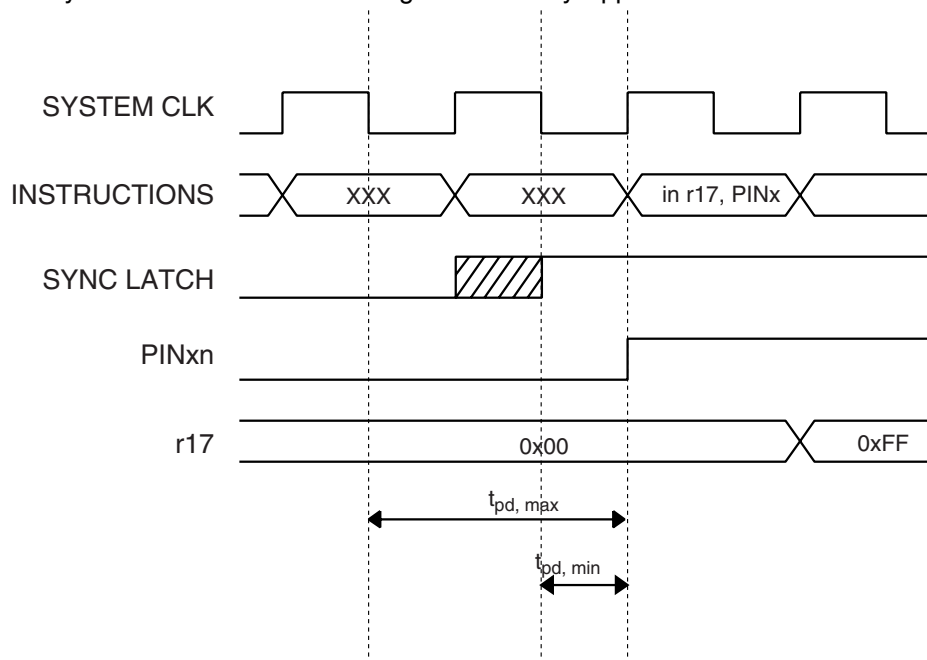 SYSTEM CLK
INSTRUCTIONS XXX XXX in r17, PINx
SYNC LATCH
PINxn
r17 0x00 0xFF
tpd, max
tpd, min